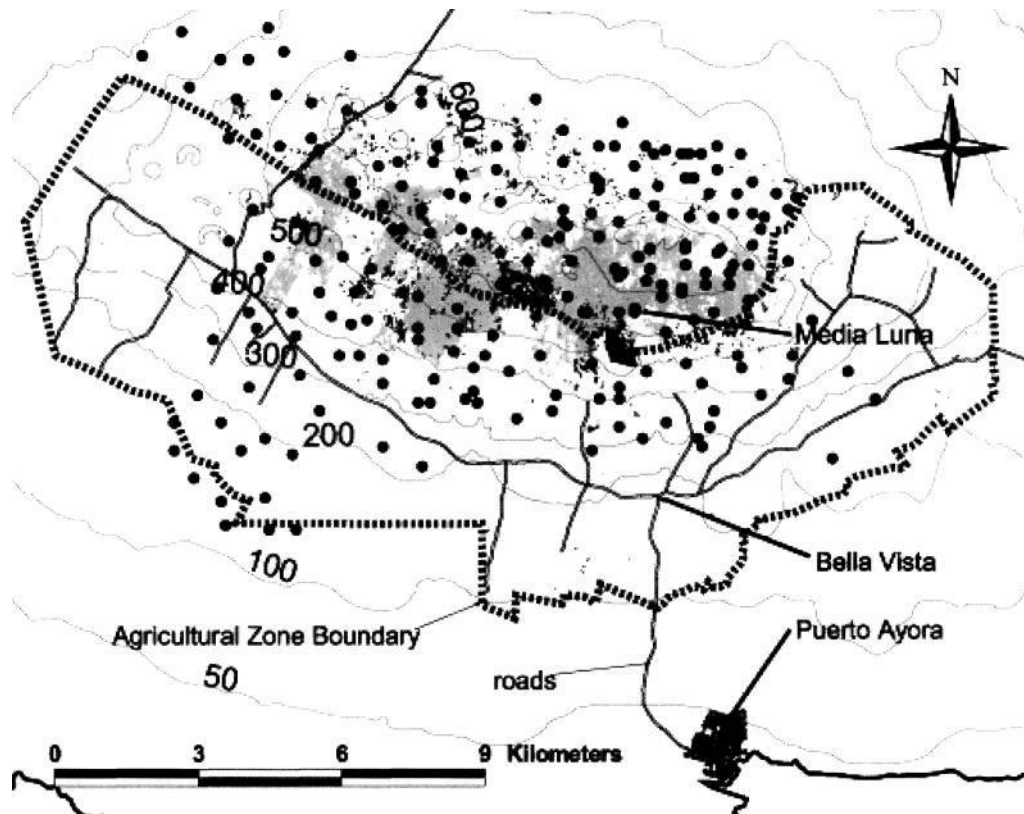 N
600
500
400
300
Media Luna
200
Bella Vista
100
Agricultural Zone Boundary
Puerto Ayora
50
roads
0 3 6 9 Kilometers